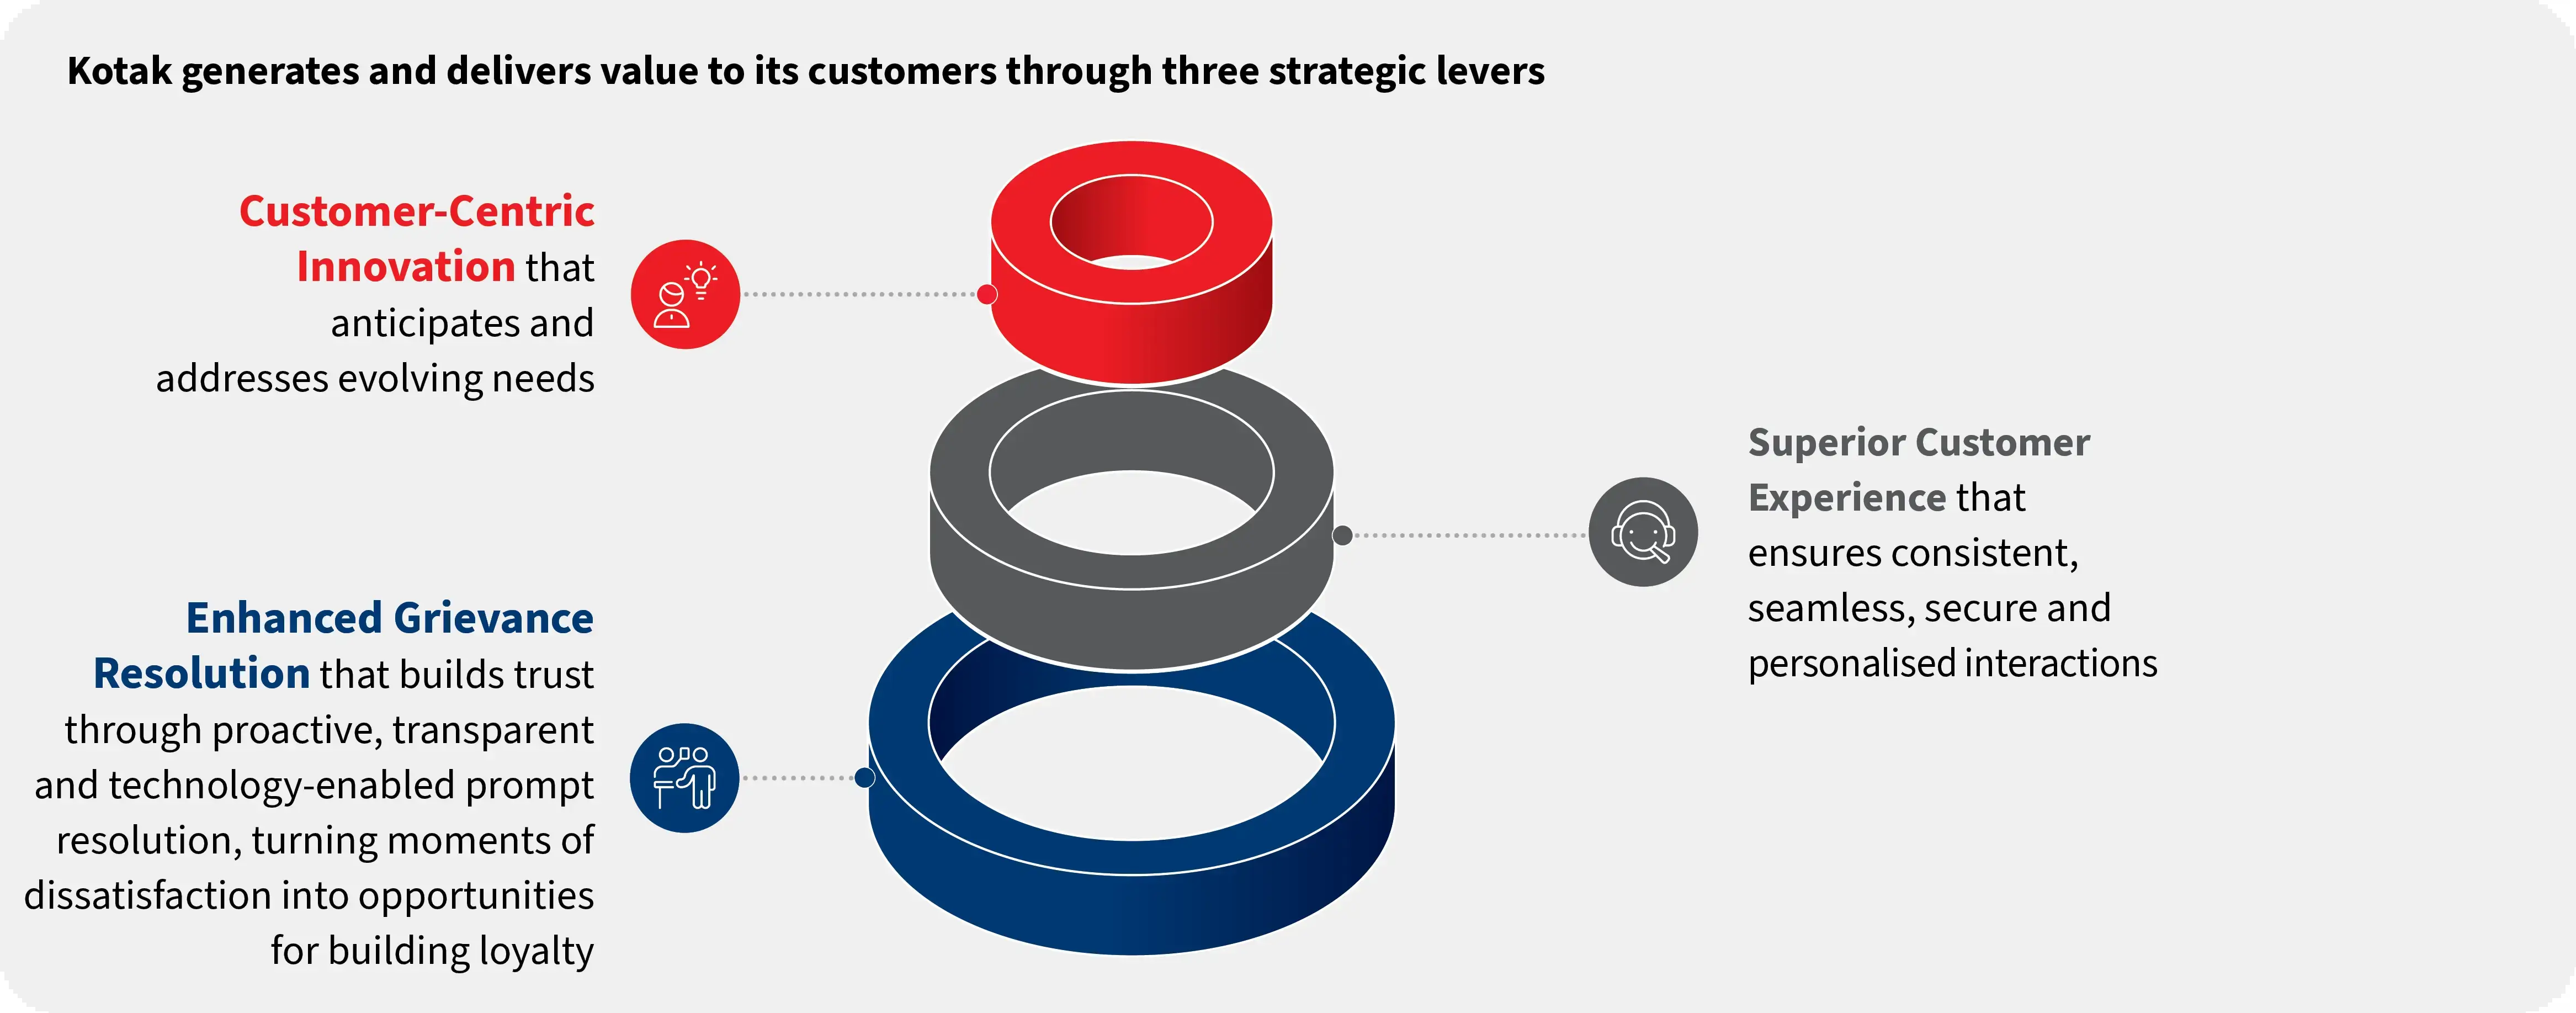 Kotak generates and delivers value to its customers through three strategic levers
Customer-Centric
Innovation that
anticipates and
addresses evolving needs
Superior Customer
Experience that
ensures consistent,
seamless, secure and
personalised interactions
Enhanced Grievance
Resolution that builds trust
through proactive, transparent
and technology-enabled prompt
resolution, turning moments of
dissatisfaction into opportunities
for building loyalty